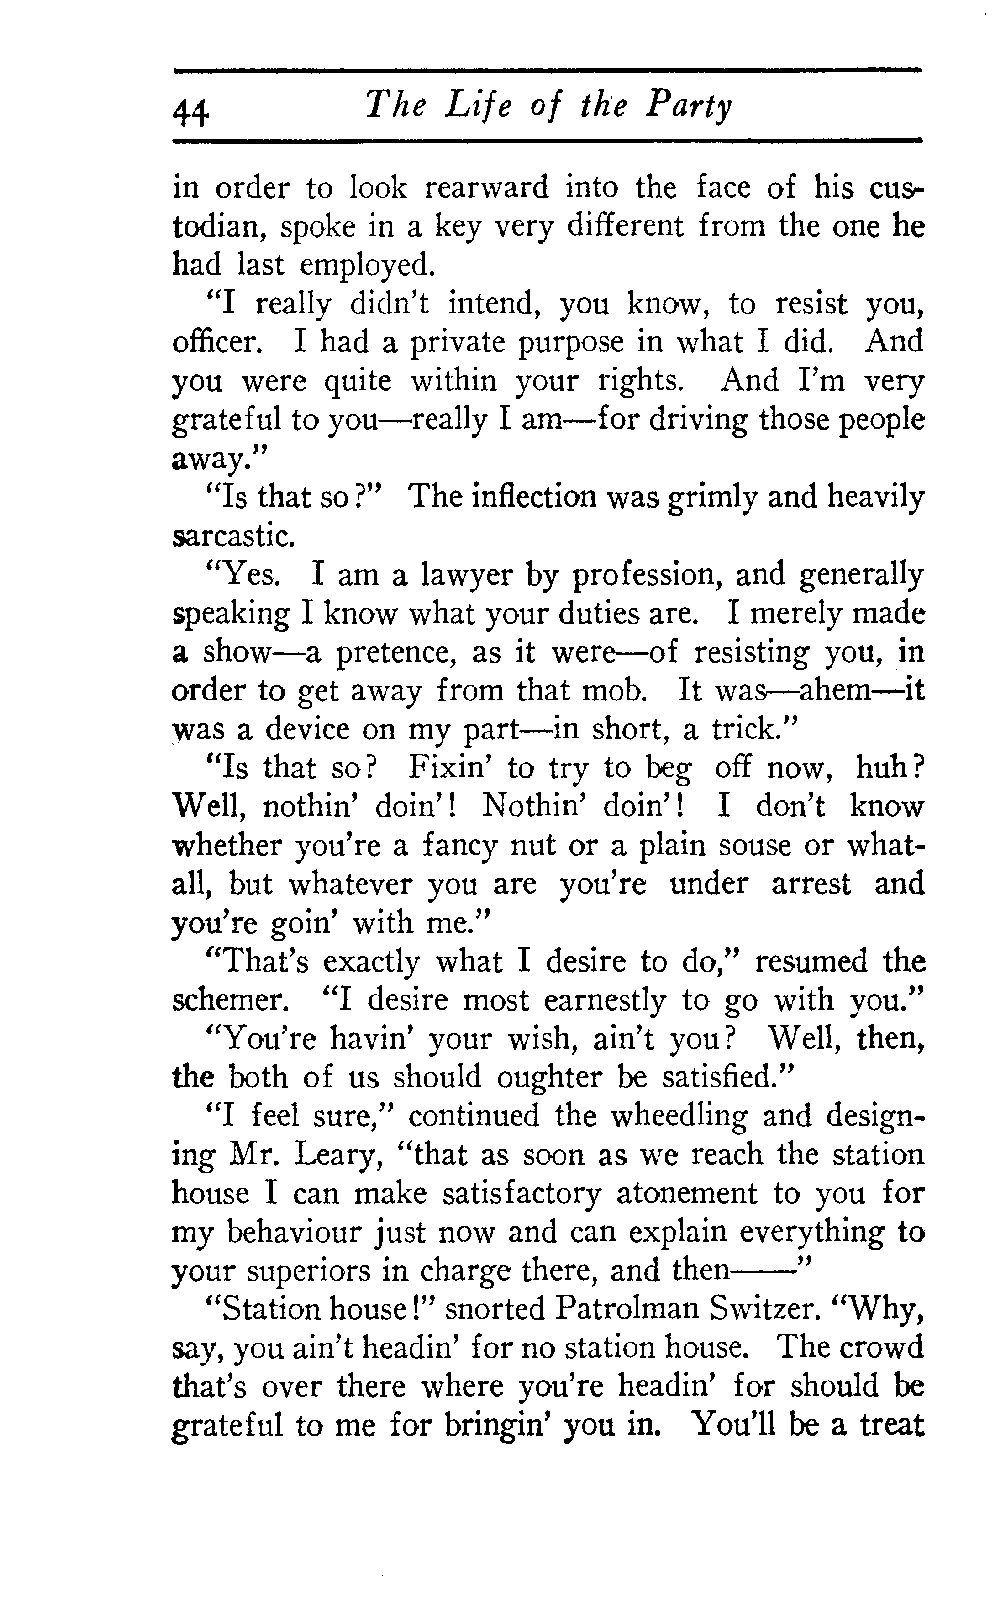 44 The Life of the Party
in order to look rearward into the face of his cus-
todian, spoke in a key very different from the one he
had last employed.
"I really didn't intend, you know, to resist you,
officer. I had a private purpose in what I did. And
you were quite within your rights. And I'm very
grateful to you—really I am—for driving those people
away."
"Is that so?" The inflection was grimly and heavily
sarcastic.
"Yes. I am a lawyer by profession, and generally
speaking I know what your duties are. I merely made
a show—a pretence, as it were—of resisting you, in
order to get away from that mob. It was—ahem—it
was a device on my part—in short, a trick."
"Is that so? Fixin' to try to beg off now, huh?
Well, nothin' doin'! Nothin' doin'! I don't know
whether you're a fancy nut or a plain souse or what-
all, but whatever you are you're under arrest and
you're goin' with me."
"That's exactly what I desire to do," resumed the
schemer. "I desire most earnestly to go with you."
"You're havin' your wish, ain't you? Well, then,
the both of us should oughter be satisfied."
"I feel sure," continued the wheedling and design-
ing Mr. Leary, "that as soon as we reach the station
house I can make satisfactory atonement to you for
my behaviour just now and can explain everything to
your superiors in charge there, and then——"
"Station house!" snorted Patrolman Switzer. "Why,
say, you ain't headin' for no station house. The crowd
that's over there where you're headin' for should be
grateful to me for bringin' you in. You'll be a treat